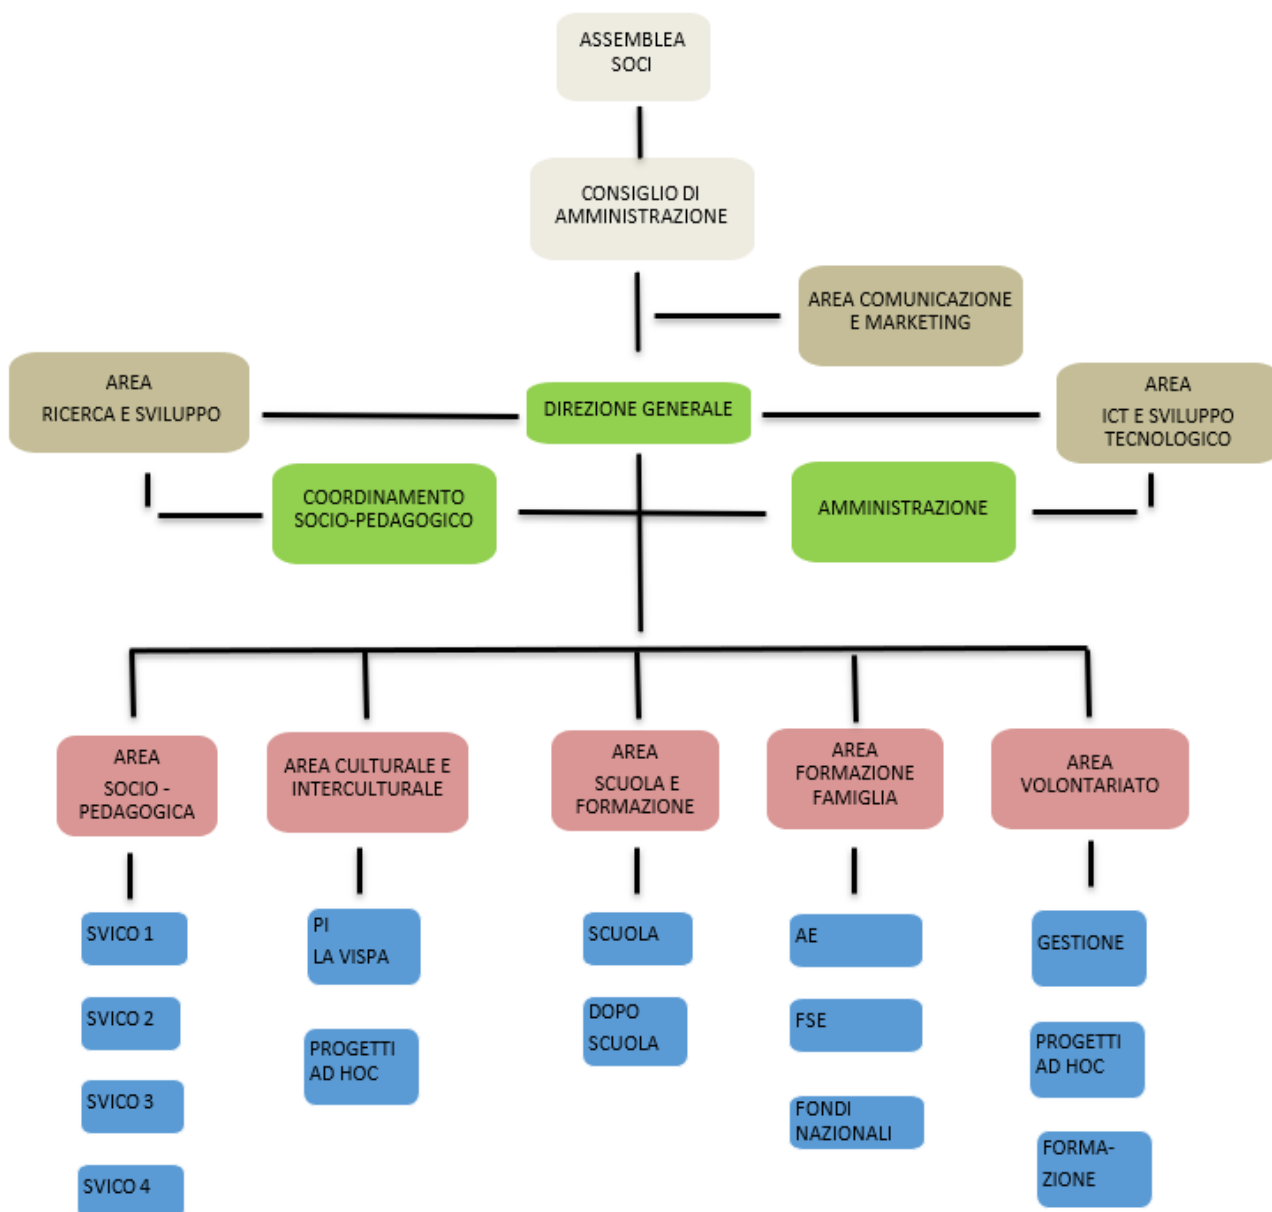 ASSEMBLEA
SOCI
CONSIGLIO DI
AMMINISTRAZIONE
AREA COMUNICAZIONE
E MARKETING
AREA
RICERCA E SVILUPPO
DIREZIONE GENERALE
AREA
ICT E SVILUPPO
TECNOLOGICO
COORDINAMENTO
SOCIO-PEDAGOGICO
AMMINISTRAZIONE
AREA
SOCIO -
PEDAGOGICA
AREA CULTURALE E
INTERCULTURALE
AREA
SCUOLA E
FORMAZIONE
AREA
FORMAZIONE
FAMIGLIA
AREA
VOLONTARIATO
SVICO 1
SVICO 2
SVICO 3
SVICO 4
PI
LA VISPA
PROGETTI
AD HOC
SCUOLA
DOPO
SCUOLA
AE
FSE
FONDI
NAZIONALI
GESTIONE
PROGETTI
AD HOC
FORMA-
ZIONE